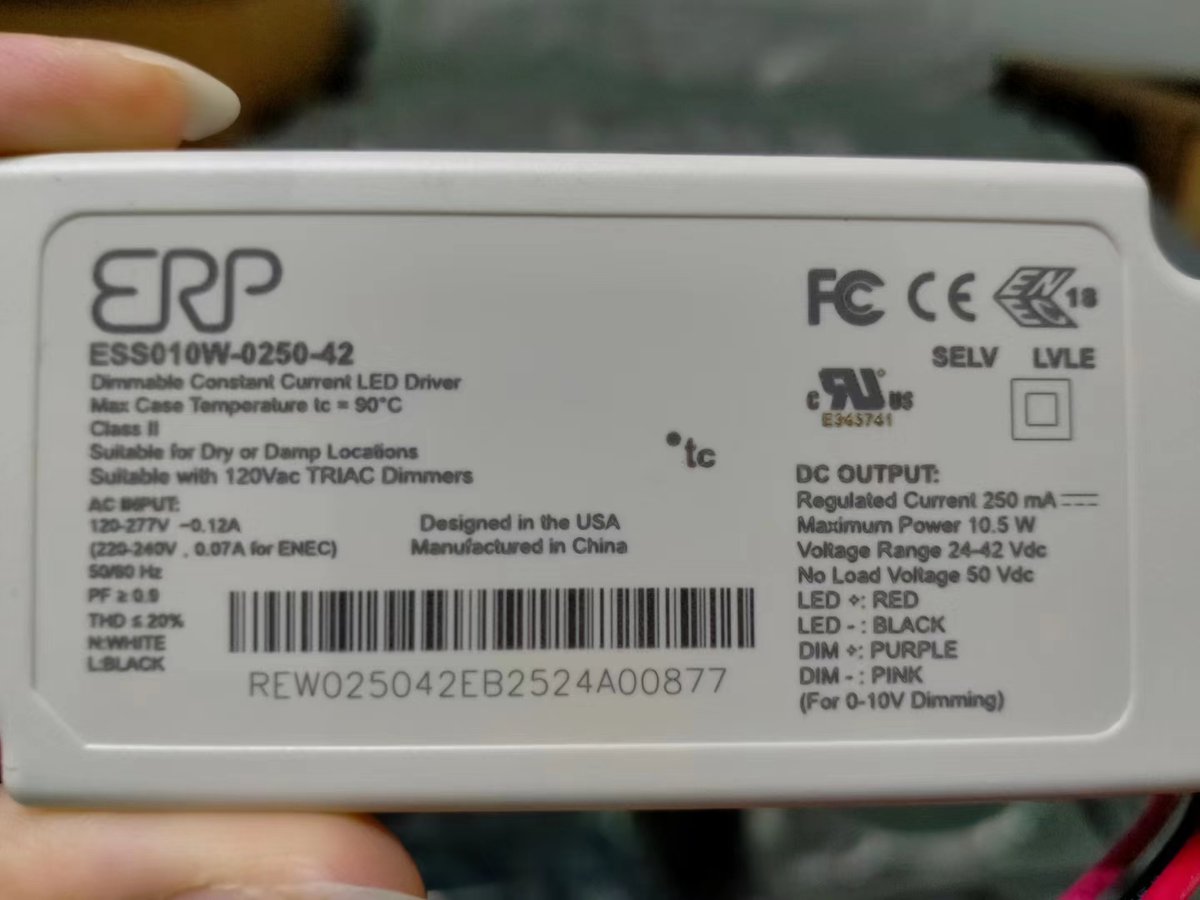 ERP
ESS010W-0250-42
Dimmable Constant Current LED Driver
Max Case Temperature tc = 90°C
Class II
Suitable for Dry or Damp Locations
Suitable with 120Vac TRIAC Dimmers
AC INPUT:
120-277V ~0.12A
(220-240V , 0.07A for ENEC)
50/60 Hz
PF ≥ 0.9
THD ≤ 20%
N:WHITE
L:BLACK
Designed in the USA
Manufactured in China
REW025042EB2524A00877
•tc
FC CE ENEC 18
SELV LVLE
c RU US
E365741
DC OUTPUT:
Regulated Current 250 mA
Maximum Power 10.5 W
Voltage Range 24-42 Vdc
No Load Voltage 50 Vdc
LED +: RED
LED - : BLACK
DIM +: PURPLE
DIM - : PINK
(For 0-10V Dimming)